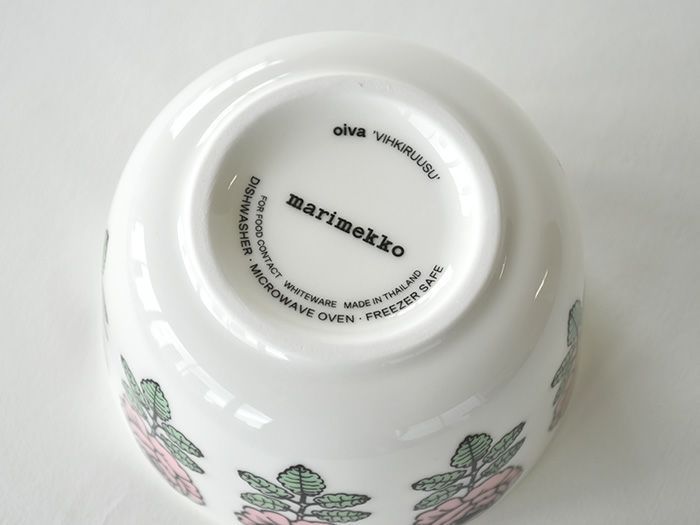 oiva 'VIHKIRUUSU'
marimekko
FOR FOOD CONTACT WHITEWARE MADE IN THAILAND
DISHWASHER · MICROWAVE OVEN · FREEZER SAFE